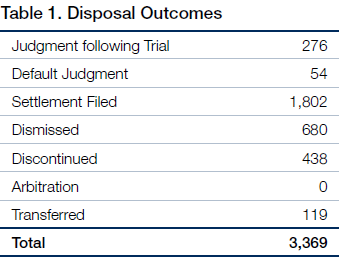 Table 1. Disposal Outcomes
Judgment following Trial 276
Default Judgment 54
Settlement Filed 1,802
Dismissed 680
Discontinued 438
Arbitration 0
Transferred 119
Total 3,369